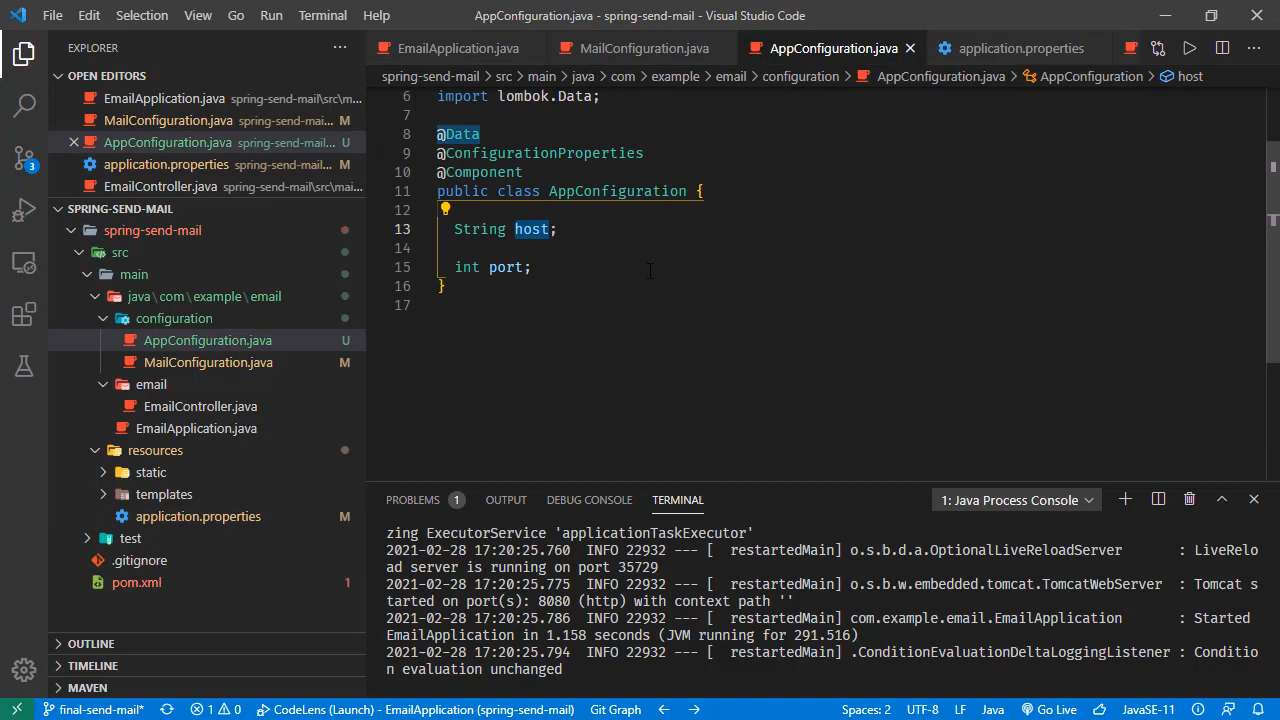 File Edit Selection View Go Run Terminal Help AppConfiguration.java - spring-send-mail - Visual Studio Code
EXPLORER ···
EmailApplication.java MailConfiguration.java AppConfiguration.java application.properties ···
OPEN EDITORS
EmailApplication.java spring-send-mail\src\ma...
MailConfiguration.java spring-send-mail...
M
AppConfiguration.java spring-send-mail...
U
application.properties spring-send-mail...
M
EmailController.java spring-send-mail\src\mai...
SPRING-SEND-MAIL
spring-send-mail
src
main
java\com\example\email
configuration
AppConfiguration.java U
MailConfiguration.java M
email
EmailController.java
EmailApplication.java
resources
static
templates
application.properties M
test
.gitignore
pom.xml 1
OUTLINE
TIMELINE
MAVEN
3
spring-send-mail > src > main > java > com > example > email > configuration > AppConfiguration.java > AppConfiguration > host
6 import lombok.Data;
7
8 @Data
9 @ConfigurationProperties
10 @Component
11 public class AppConfiguration {
12
13 String host;
14
15 int port;
16 }
17
PROBLEMS 1 OUTPUT DEBUG CONSOLE TERMINAL 1: Java Process Console
zing ExecutorService 'applicationTaskExecutor'
2021-02-28 17:20:25.760 INFO 22932 --- [ restartedMain] o.s.b.d.a.OptionalLiveReloadServer : LiveRelo
ad server is running on port 35729
2021-02-28 17:20:25.775 INFO 22932 --- [ restartedMain] o.s.b.w.embedded.tomcat.TomcatWebServer : Tomcat s
tarted on port(s): 8080 (http) with context path ''
2021-02-28 17:20:25.786 INFO 22932 --- [ restartedMain] com.example.email.EmailApplication : Started
EmailApplication in 1.158 seconds (JVM running for 291.516)
2021-02-28 17:20:25.794 INFO 22932 --- [ restartedMain] .ConditionEvaluationDeltaLoggingListener : Conditio
n evaluation unchanged
final-send-mail* 1 0 CodeLens (Launch) - EmailApplication (spring-send-mail) Git Graph Spaces: 2 UTF-8 LF Java Go Live JavaSE-11